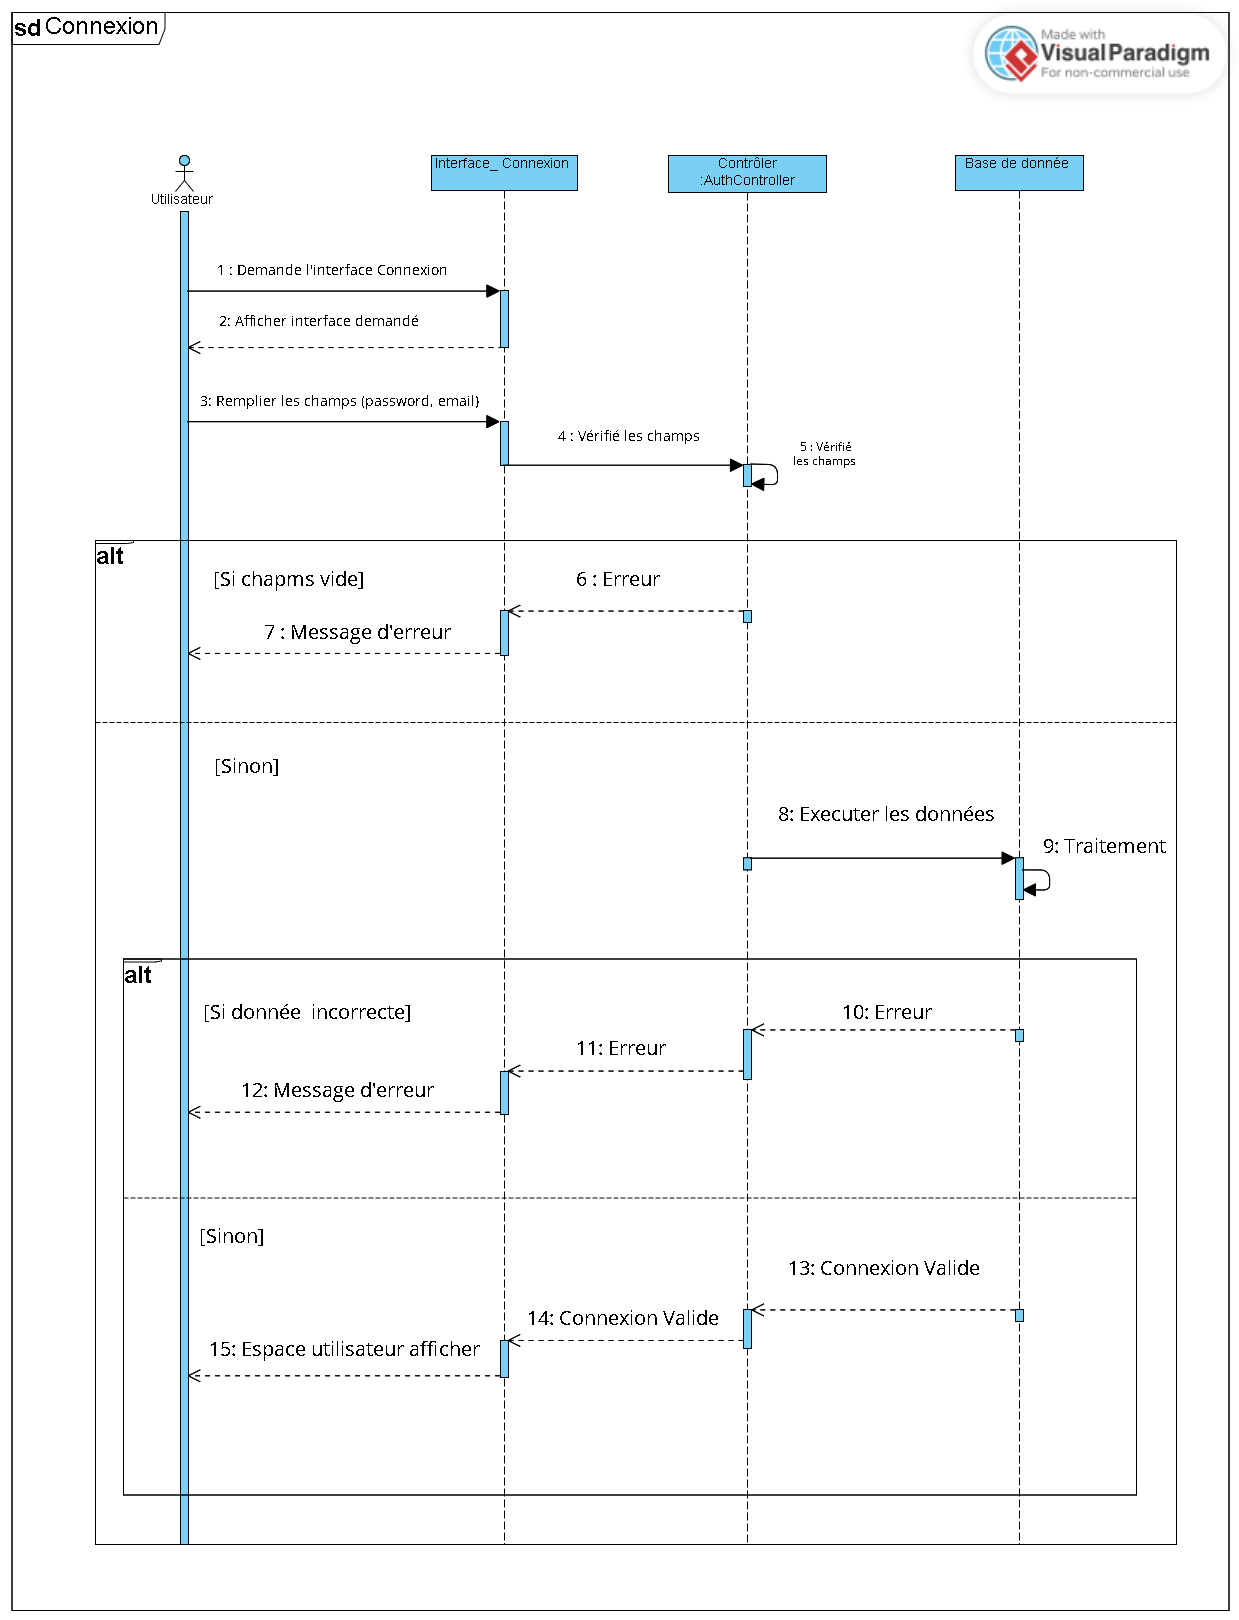 sd Connexion
Made with
Visual Paradigm
For non-commercial use
Utilisateur
Interface_ Connexion
Contrôler
:AuthController
Base de donnée
1 : Demande l'interface Connexion
2: Afficher interface demandé
3: Remplier les champs (password, email)
4 : Vérifié les champs
5 : Vérifié
les champs
alt
[Si chapms vide]
6 : Erreur
7 : Message d'erreur
[Sinon]
8: Executer les données
9: Traitement
alt
[Si donnée  incorrecte]
10: Erreur
11: Erreur
12: Message d'erreur
[Sinon]
13: Connexion Valide
14: Connexion Valide
15: Espace utilisateur afficher